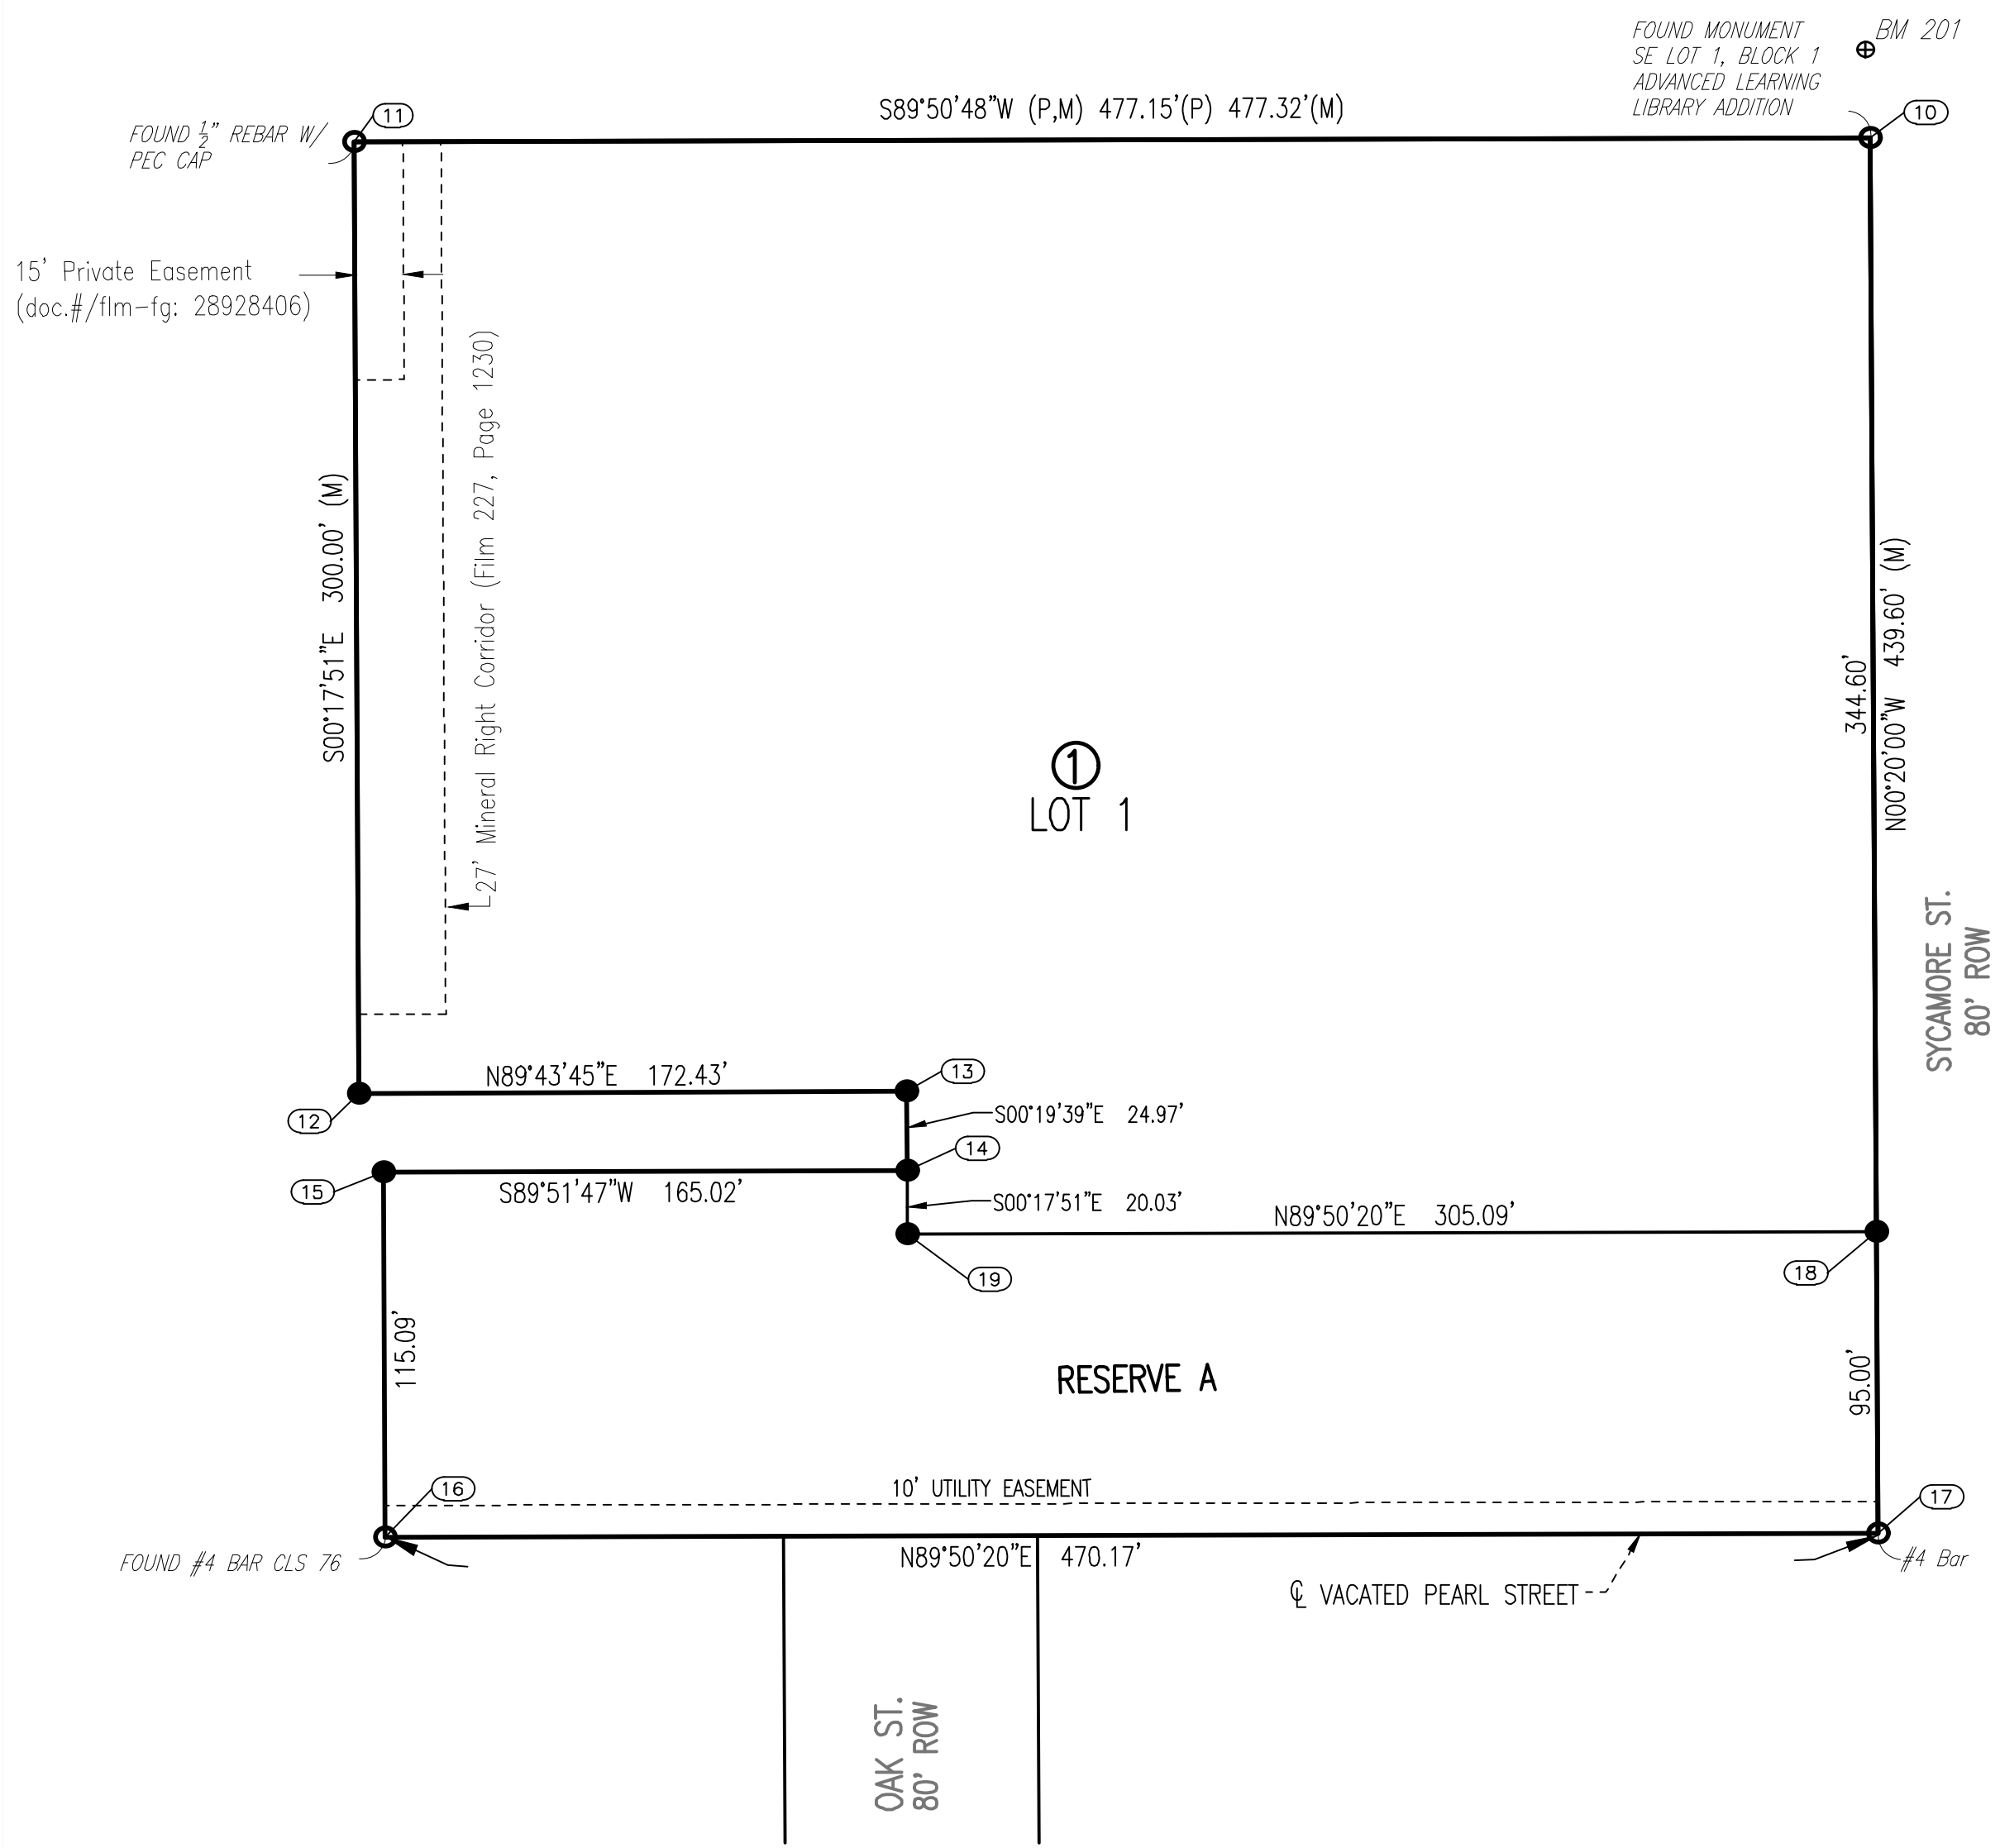 BM 201
FOUND MONUMENT
SE LOT 1, BLOCK 1
ADVANCED LEARNING
LIBRARY ADDITION
10
S89°50'48"W (P,M) 477.15'(P) 477.32'(M)
11
FOUND ½" REBAR W/
PEC CAP
15' Private Easement
(doc.#/flm-fg: 28928406)
27' Mineral Right Corridor (Film 227, Page 1230)
S00°17'51"E 300.00' (M)
344.60'
N00°20'00"W 439.60' (M)
1
LOT 1
SYCAMORE ST.
80' ROW
N89°43'45"E 172.43'
13
12
S00°19'39"E 24.97'
14
15
S89°51'47"W 165.02'
S00°17'51"E 20.03'
N89°50'20"E 305.09'
19
18
115.09'
RESERVE A
95.00'
16
10' UTILITY EASEMENT
17
FOUND #4 BAR CLS 76
N89°50'20"E 470.17'
#4 Bar
℄ VACATED PEARL STREET
OAK ST.
80' ROW